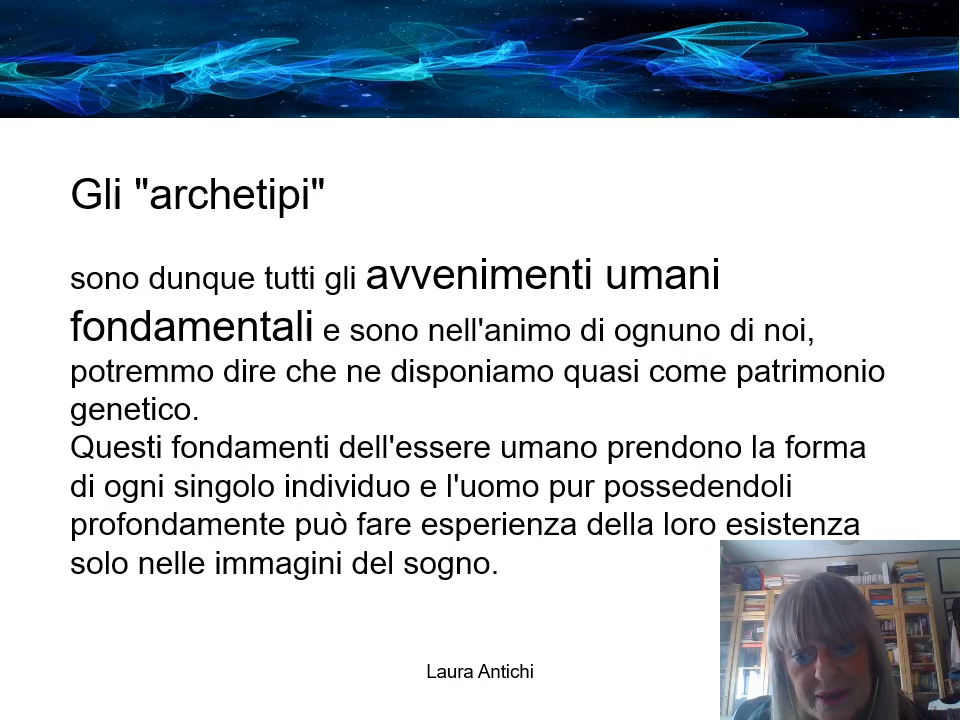 Gli "archetipi"
sono dunque tutti gli avvenimenti umani
fondamentali e sono nell'animo di ognuno di noi,
potremmo dire che ne disponiamo quasi come patrimonio
genetico.
Questi fondamenti dell'essere umano prendono la forma
di ogni singolo individuo e l'uomo pur possedendoli
profondamente può fare esperienza della loro esistenza
solo nelle immagini del sogno.
Laura Antichi